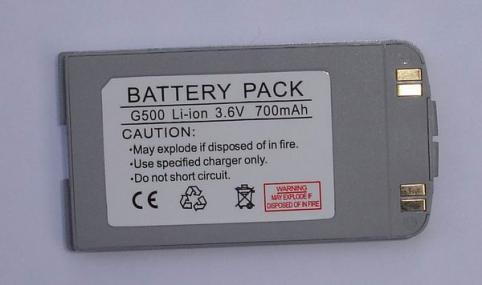 BATTERY PACK
G500 Li-ion 3.6V 700mAh
CAUTION:
·May explode if disposed of in fire.
·Use specified charger only.
·Do not short circuit.
CE
WARNING
MAY EXPLODE IF
DISPOSED OF IN FIRE